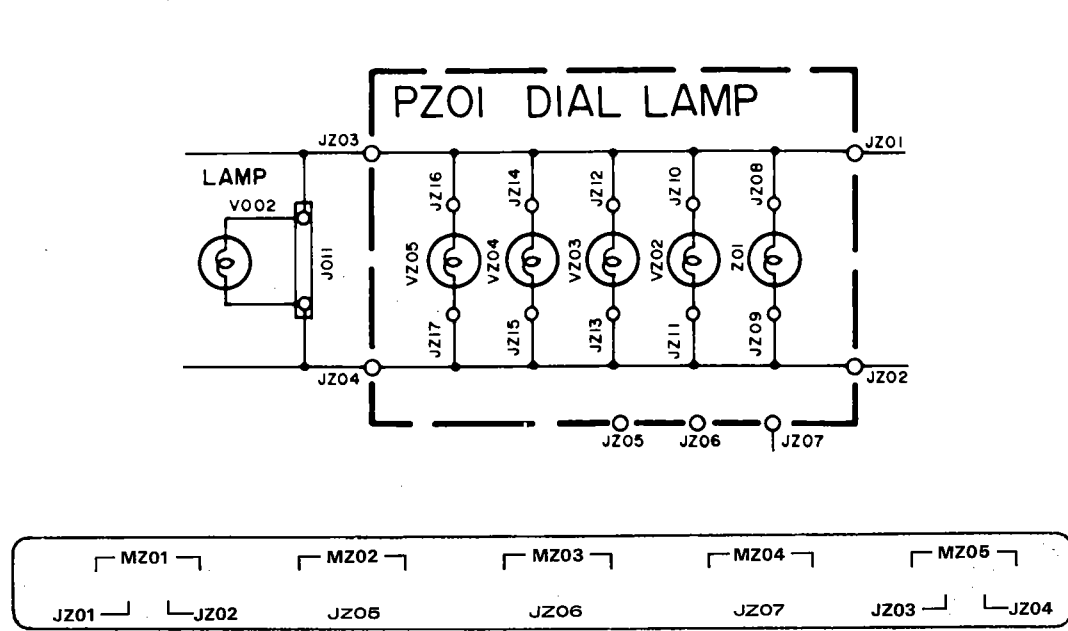 PZ01 DIAL LAMP
JZ03
JZ01
LAMP
V002
J011
JZ16
JZ14
JZ12
JZ10
JZ08
VZ05
VZ04
VZ03
VZ02
Z01
JZ17
JZ15
JZ13
JZ11
JZ09
JZ04
JZ02
JZ05
JZ06
JZ07
MZ01
MZ02
MZ03
MZ04
MZ05
JZ01
JZ02
JZ05
JZ06
JZ07
JZ03
JZ04